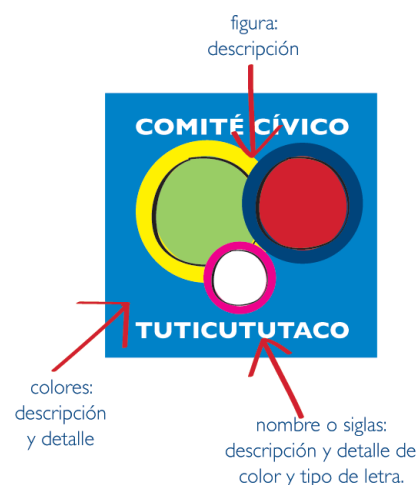 figura:
descripción
COMITÉ CÍVICO
TUTICUTUTACO
colores:
descripción
y detalle
nombre o siglas:
descripción y detalle de
color y tipo de letra.